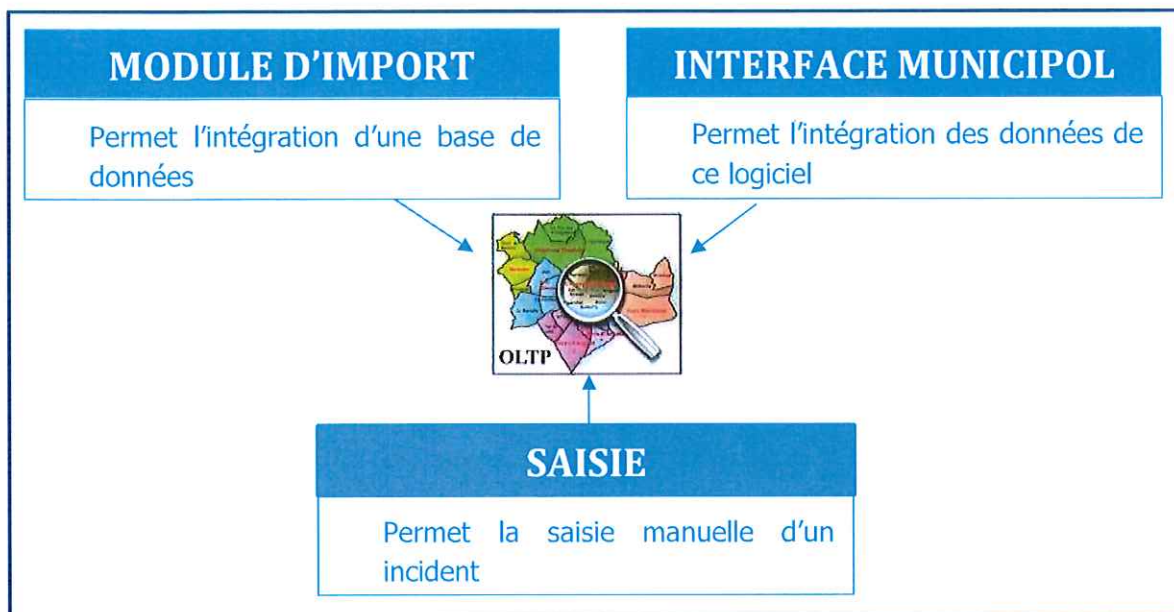 MODULE D'IMPORT
Permet l'intégration d'une base de
données
INTERFACE MUNICIPOL
Permet l'intégration des données de
ce logiciel
OLTP
SAISIE
Permet la saisie manuelle d'un
incident